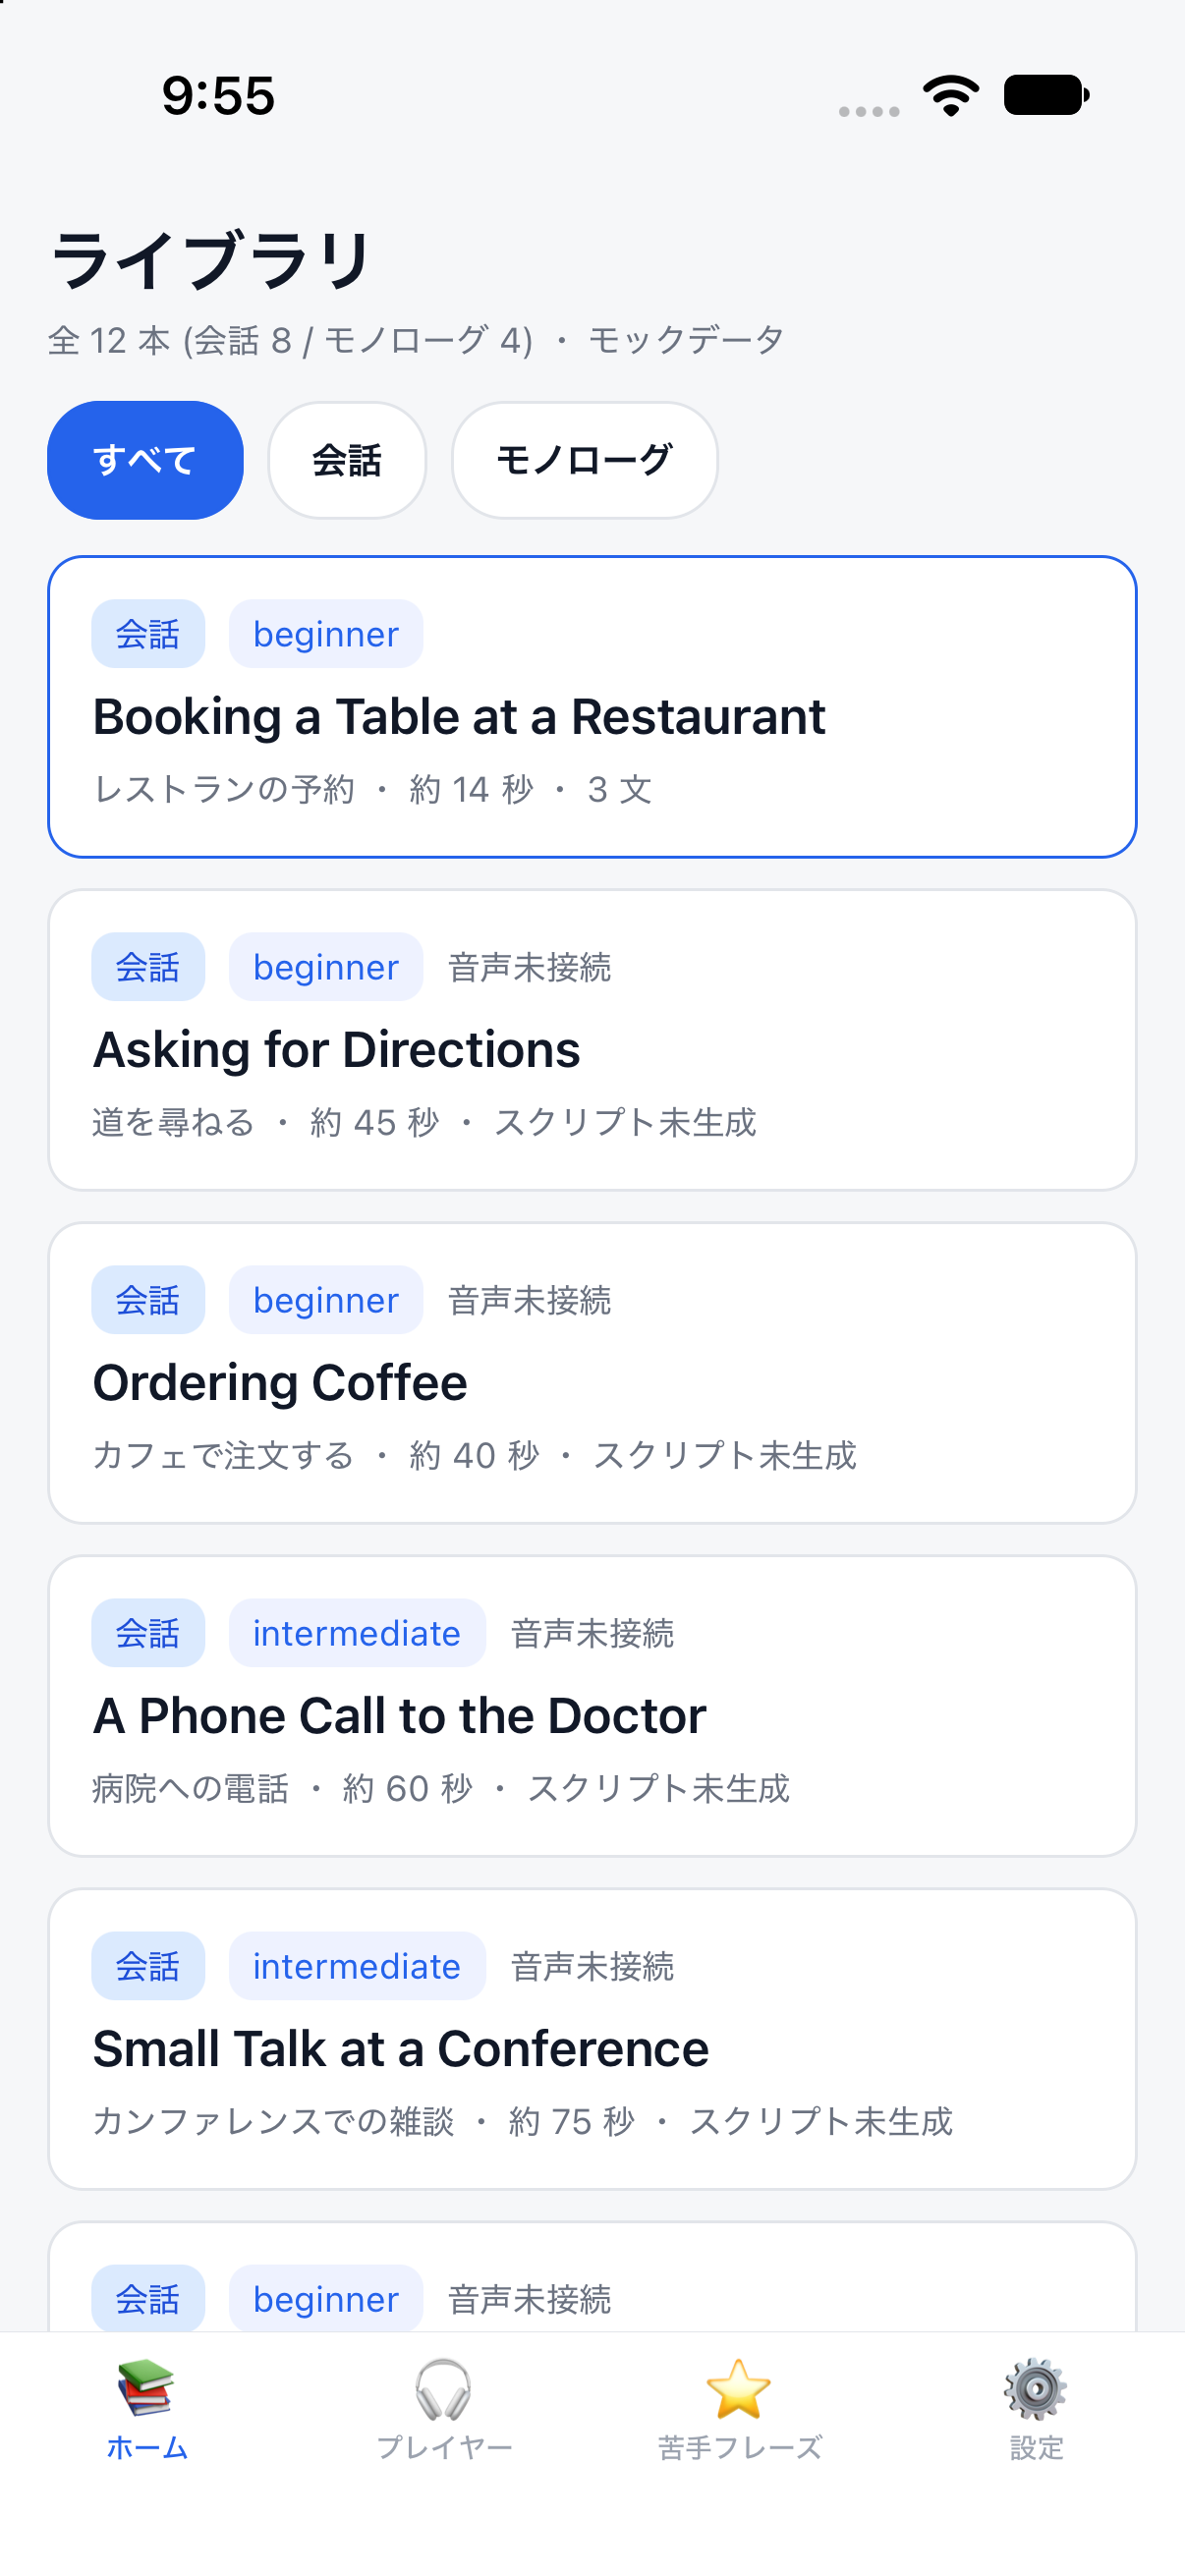 9:55
ライブラリ
全 12 本 (会話 8 / モノローグ 4) ・ モックデータ
すべて 会話 モノローグ
会話 beginner
Booking a Table at a Restaurant
レストランの予約 ・ 約 14 秒 ・ 3 文
会話 beginner 音声未接続
Asking for Directions
道を尋ねる ・ 約 45 秒 ・ スクリプト未生成
会話 beginner 音声未接続
Ordering Coffee
カフェで注文する ・ 約 40 秒 ・ スクリプト未生成
会話 intermediate 音声未接続
A Phone Call to the Doctor
病院への電話 ・ 約 60 秒 ・ スクリプト未生成
会話 intermediate 音声未接続
Small Talk at a Conference
カンファレンスでの雑談 ・ 約 75 秒 ・ スクリプト未生成
会話 beginner 音声未接続
ホーム プレイヤー 苦手フレーズ 設定